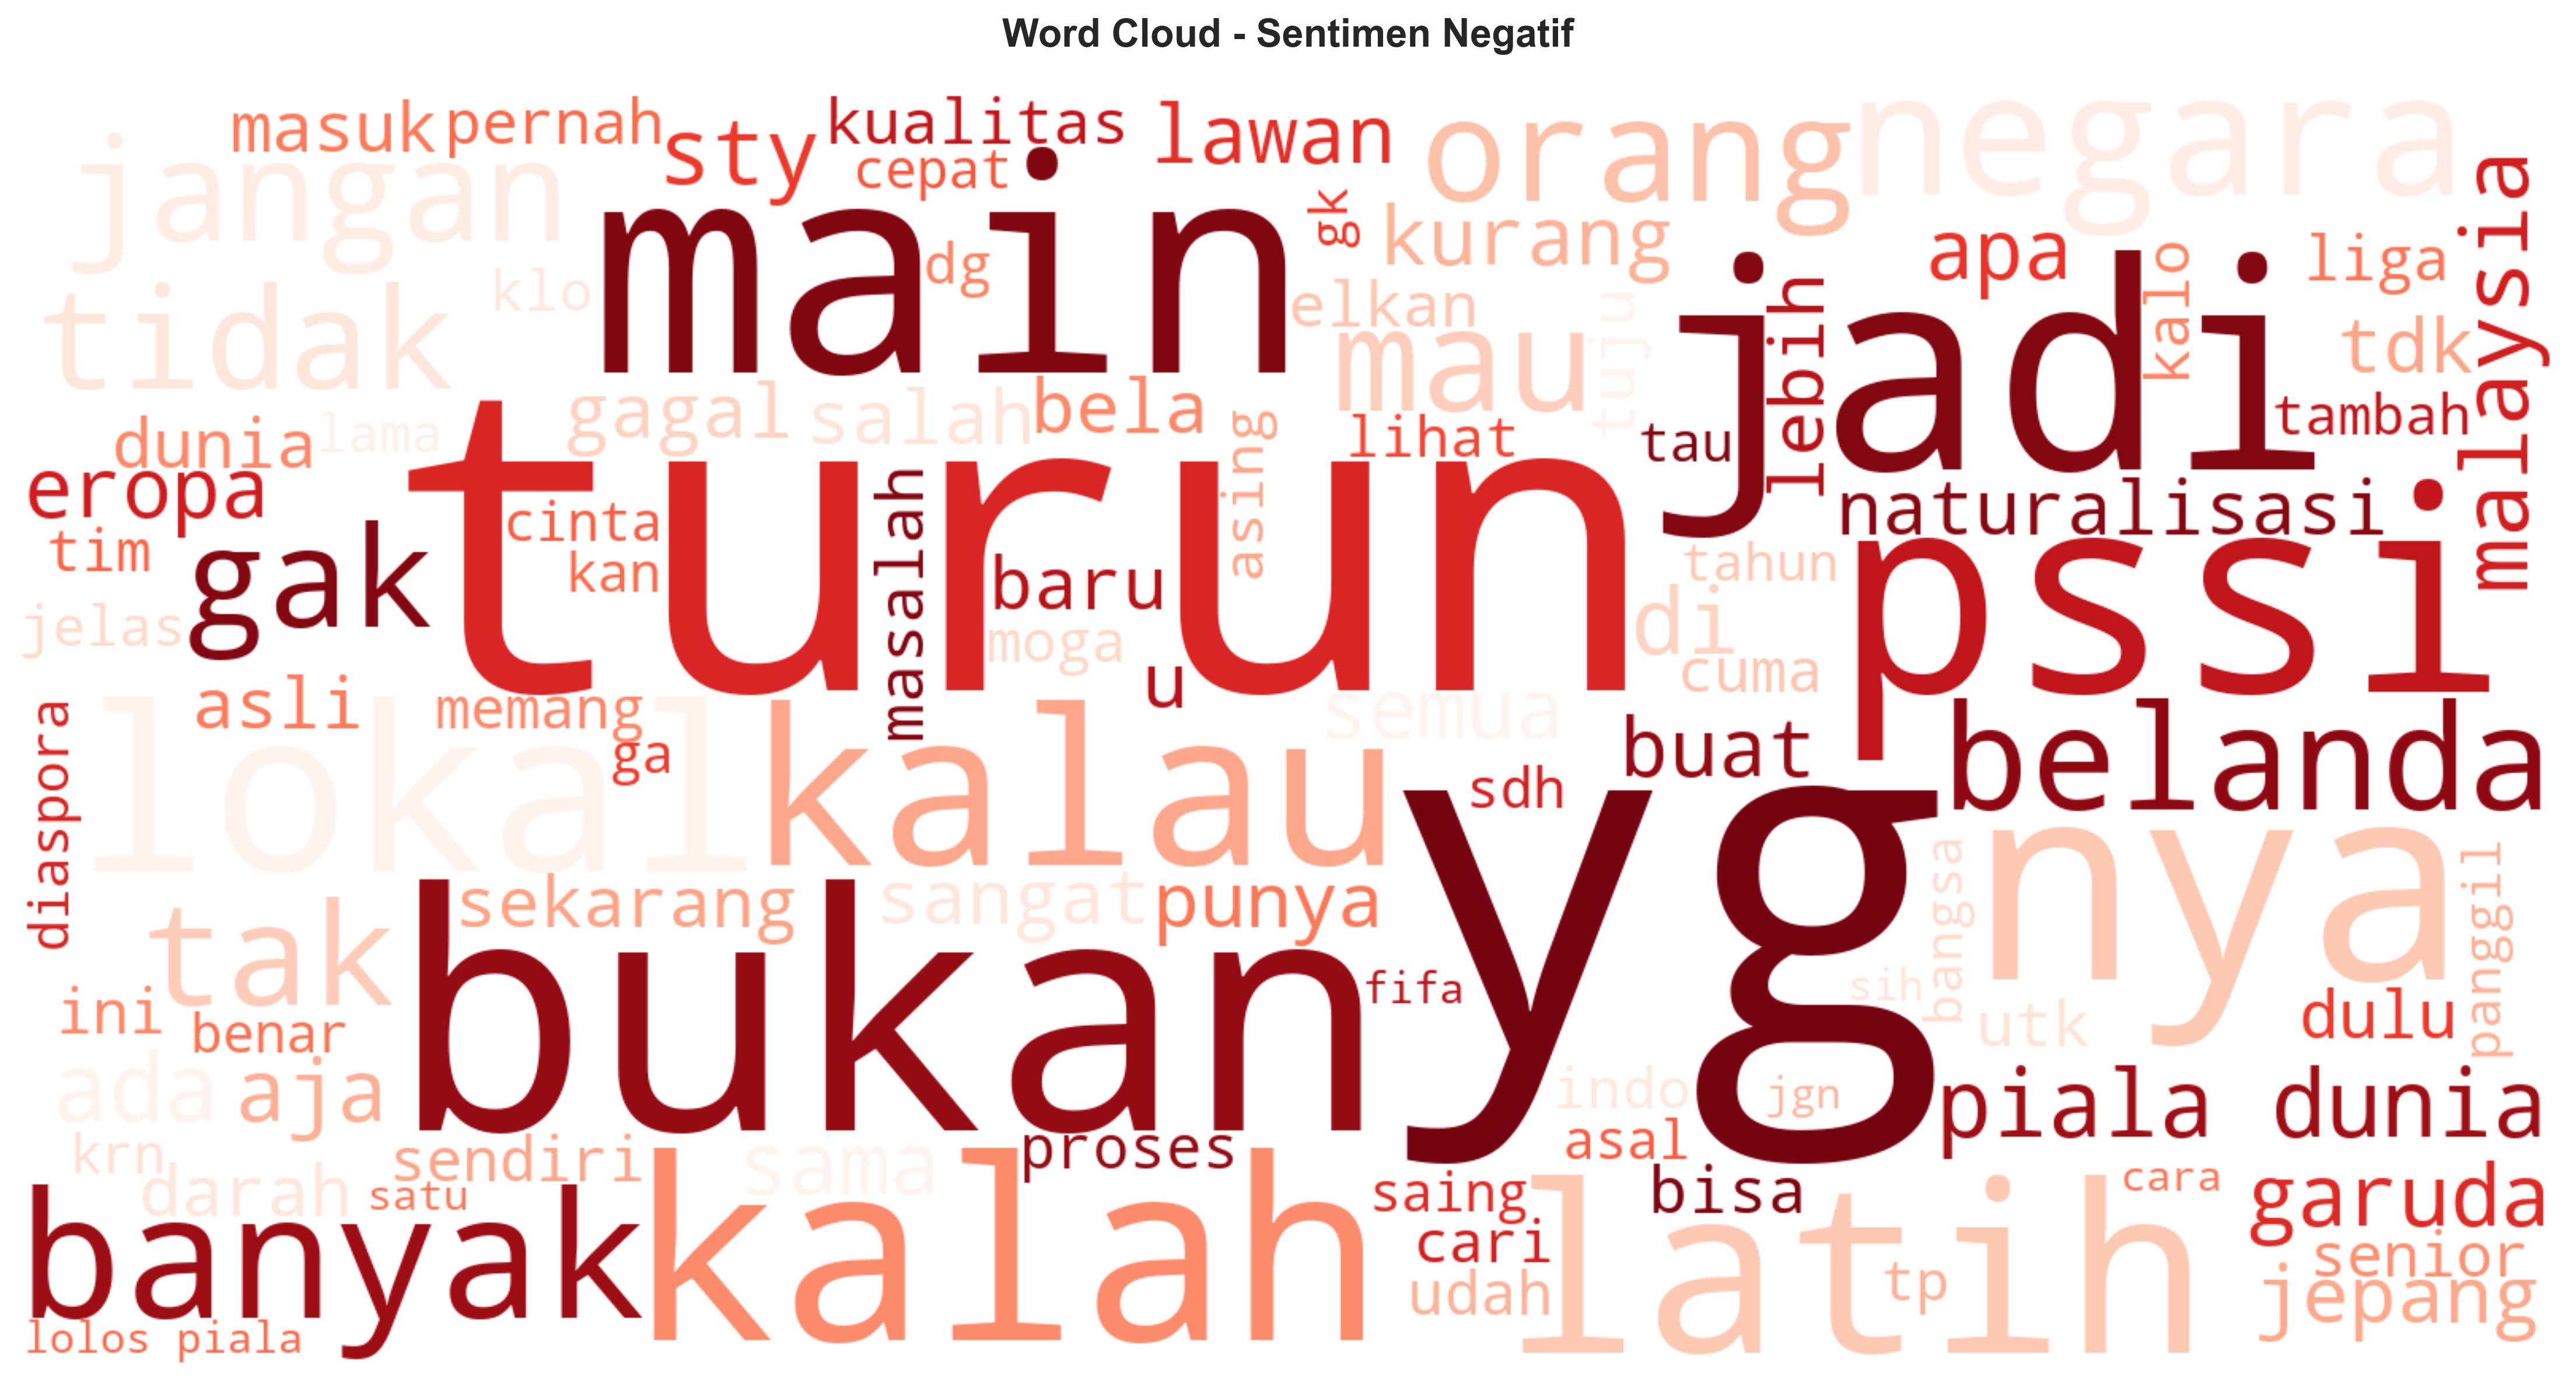 Word Cloud - Sentimen Negatif
masuk
pernah
sty
kualitas
cepat
lawan
orang
negara
jangan
main
gk
kurang
apa
kalo
liga
malaysia
tidak
klo
dg
elkan
mau
tuju
lebih
jadi
tdk
dunia
lama
gagal
salah
bela
asing
lihat
tau
tambah
eropa
turun
naturalisasi
tim
gak
cinta
kan
masalah
baru
moga
tahun
pssi
jelas
di
cuma
u
diaspora
asli
memang
ga
semua
buat
belanda
lokal
kalau
sdh
yg
nya
bangsa
panggil
tak
sekarang
sangat
punya
bukan
fifa
sih
utk
dulu
ini
benar
ada
aja
indo
jgn
piala dunia
krn
darah
sendiri
satu
sama
proses
asal
bisa
cara
garuda
banyak
kalah
saing
cari
udah
latih
tp
senior
jepang
lolos piala